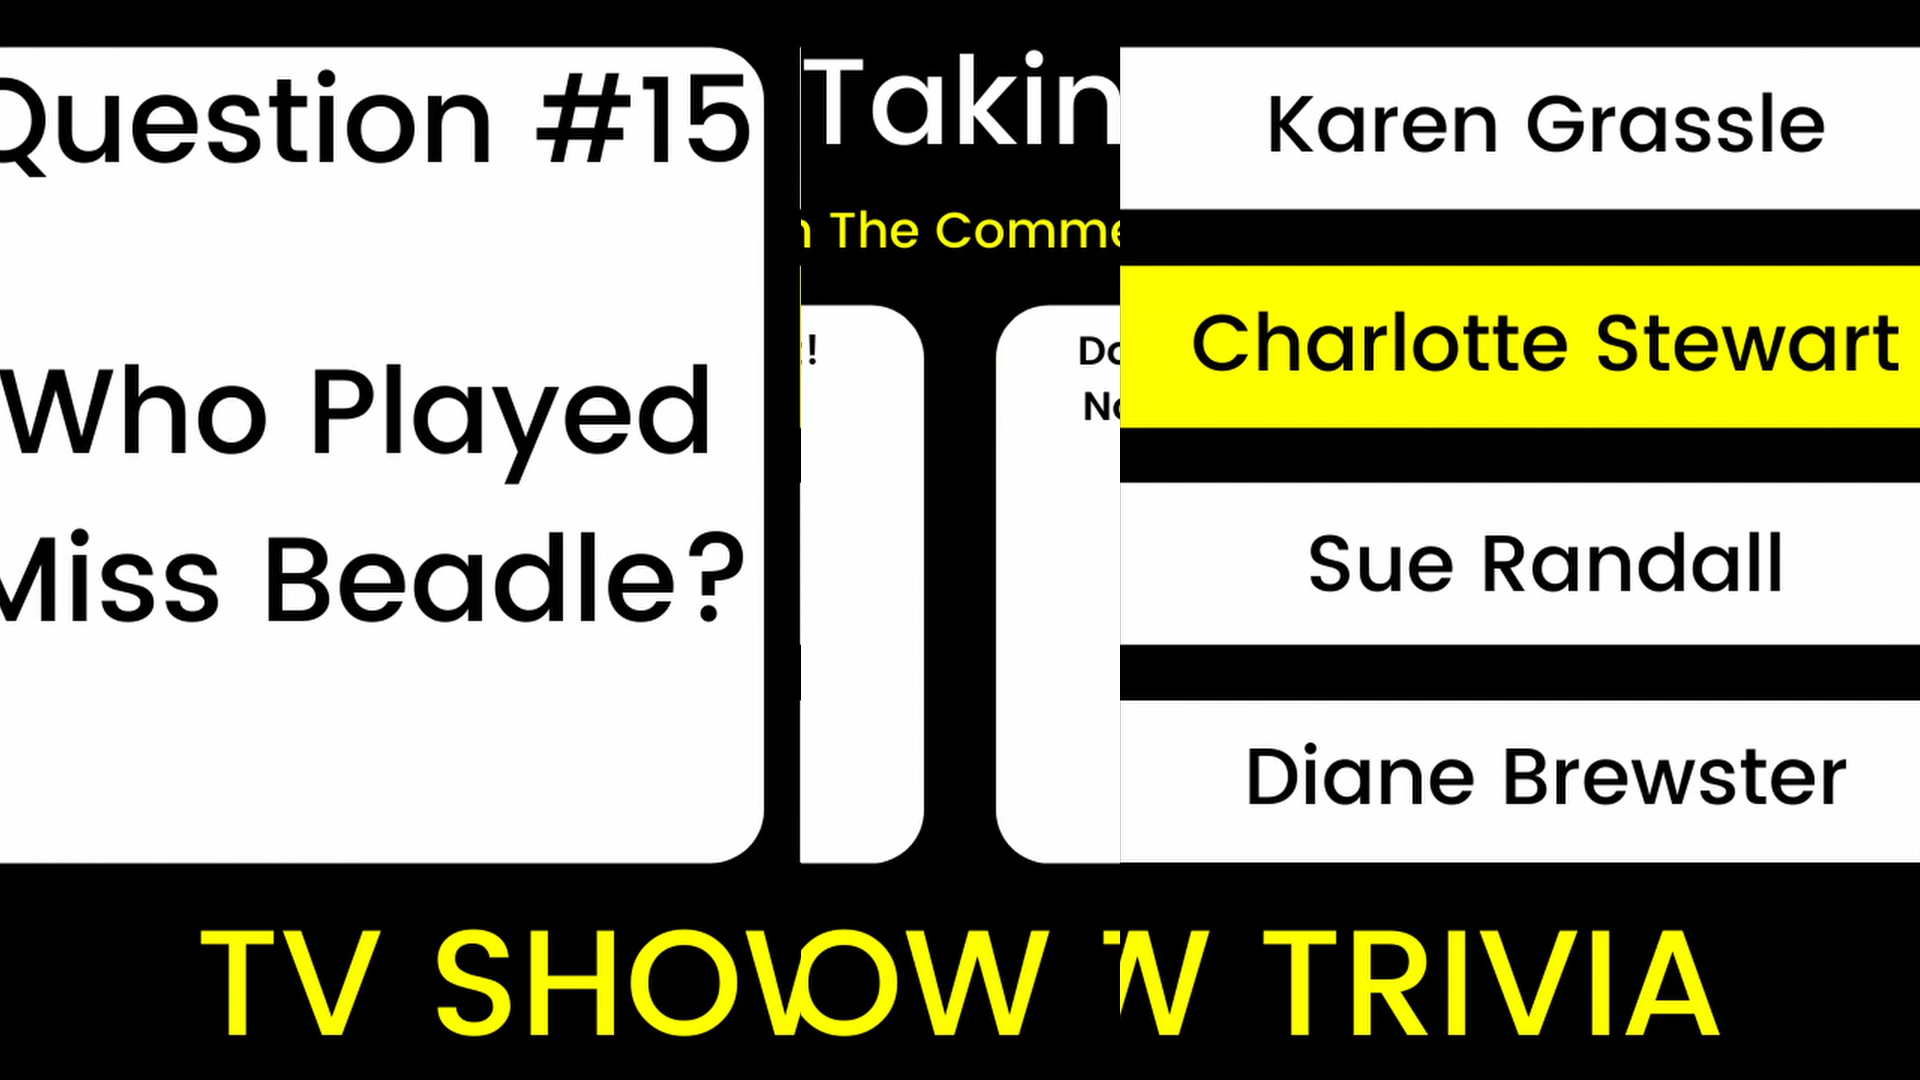 Question #15
Who Played
Miss Beadle?
Takin
The Comme
!
Do
No
Karen Grassle
Charlotte Stewart
Sue Randall
Diane Brewster
TV SHOW
OW
W TRIVIA